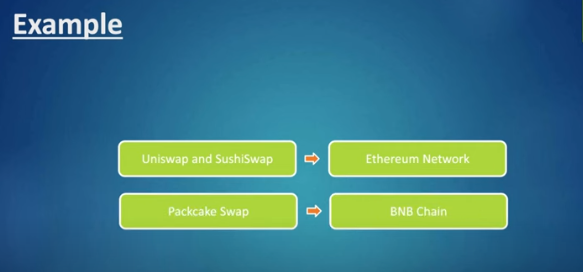 Example
Uniswap and SushiSwap
Ethereum Network
Packcake Swap
BNB Chain